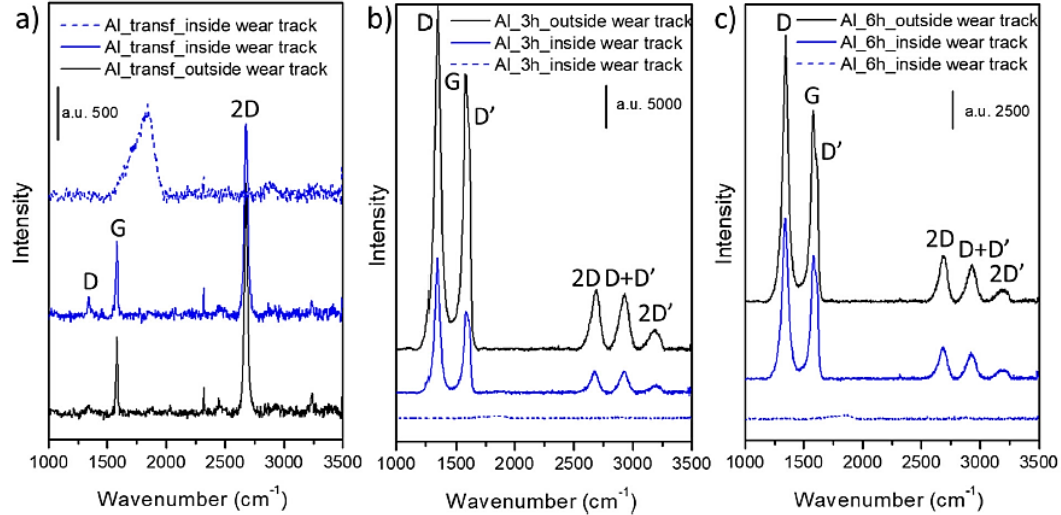 a)
Al_transf_inside wear track
Al_transf_inside wear track
Al_transf_outside wear track
a.u. 500
2D
G
D
Intensity
1000 1500 2000 2500 3000 3500
Wavenumber (cm⁻¹)
b)
D
Al_3h_outside wear track
Al_3h_inside wear track
Al_3h_inside wear track
G
D'
a.u. 5000
2D D+D'
2D'
Intensity
1000 1500 2000 2500 3000 3500
Wavenumber (cm⁻¹)
c)
D
Al_6h_outside wear track
Al_6h_inside wear track
Al_6h_inside wear track
G
D'
a.u. 2500
2D D+D'
2D'
Intensity
1000 1500 2000 2500 3000 3500
Wavenumber (cm⁻¹)